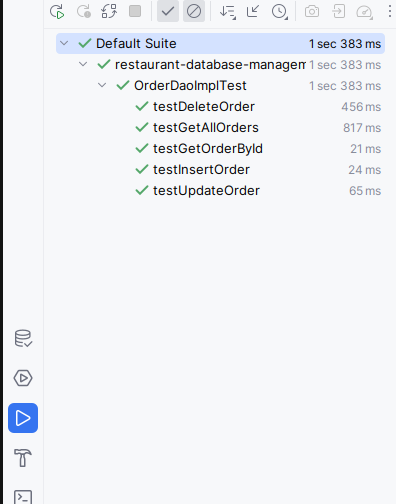 Default Suite 1 sec 383 ms
restaurant-database-managem 1 sec 383 ms
OrderDaoImplTest 1 sec 383 ms
testDeleteOrder 456 ms
testGetAllOrders 817 ms
testGetOrderById 21 ms
testInsertOrder 24 ms
testUpdateOrder 65 ms